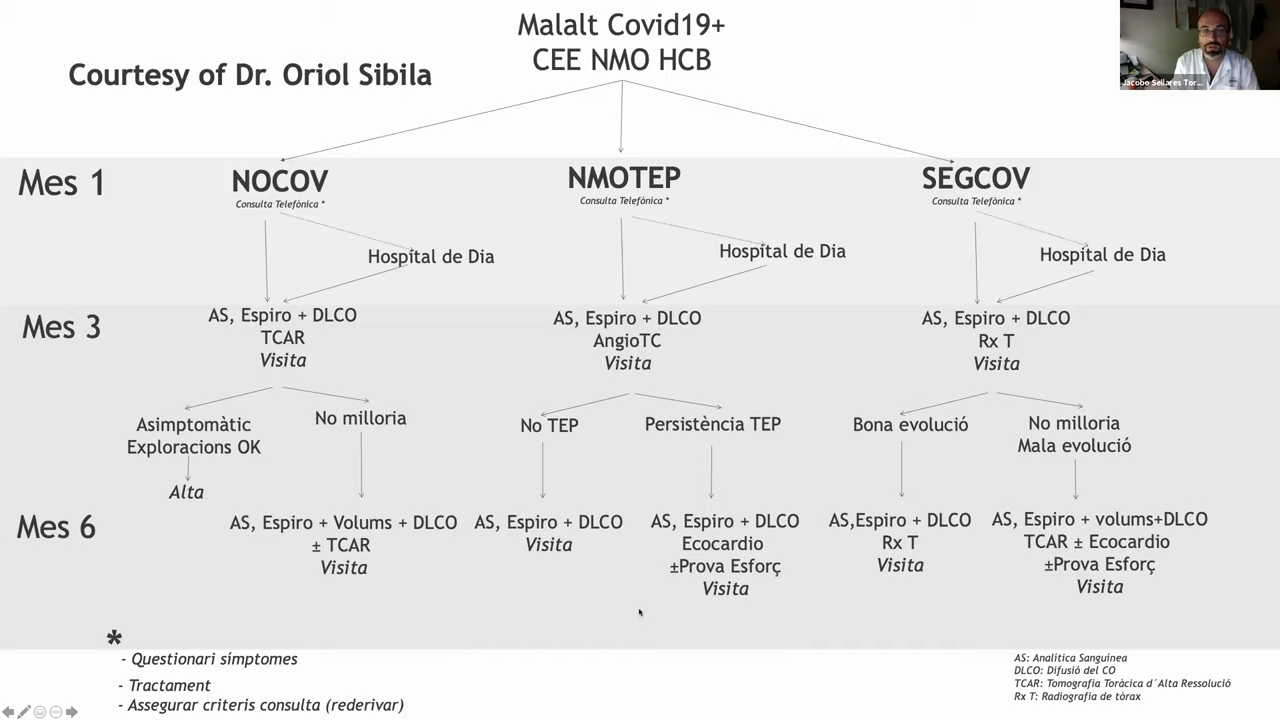 Malalt Covid19+
CEE NMO HCB
Courtesy of Dr. Oriol Sibila
Jacobo Sellares Tor...
Mes 1
NOCOV
Consulta Telefònica *
Hospital de Dia
NMOTEP
Consulta Telefònica *
Hospital de Dia
SEGCOV
Consulta Telefònica *
Hospital de Dia
Mes 3
AS, Espiro + DLCO
TCAR
Visita
AS, Espiro + DLCO
AngioTC
Visita
AS, Espiro + DLCO
Rx T
Visita
Asimptomàtic
Exploracions OK
Alta
No milloria
No TEP
Persistència TEP
Bona evolució
No milloria
Mala evolució
Mes 6
AS, Espiro + Volums + DLCO
± TCAR
Visita
AS, Espiro + DLCO
Visita
AS, Espiro + DLCO
Ecocardio
±Prova Esforç
Visita
AS,Espiro + DLCO
Rx T
Visita
AS, Espiro + volums+DLCO
TCAR ± Ecocardio
±Prova Esforç
Visita
*
- Questionari símptomes
- Tractament
- Assegurar criteris consulta (rederivar)
AS: Analítica Sanguínea
DLCO: Difusió del CO
TCAR: Tomografia Toràcica d´Alta Ressolució
Rx T: Radiografia de tòrax